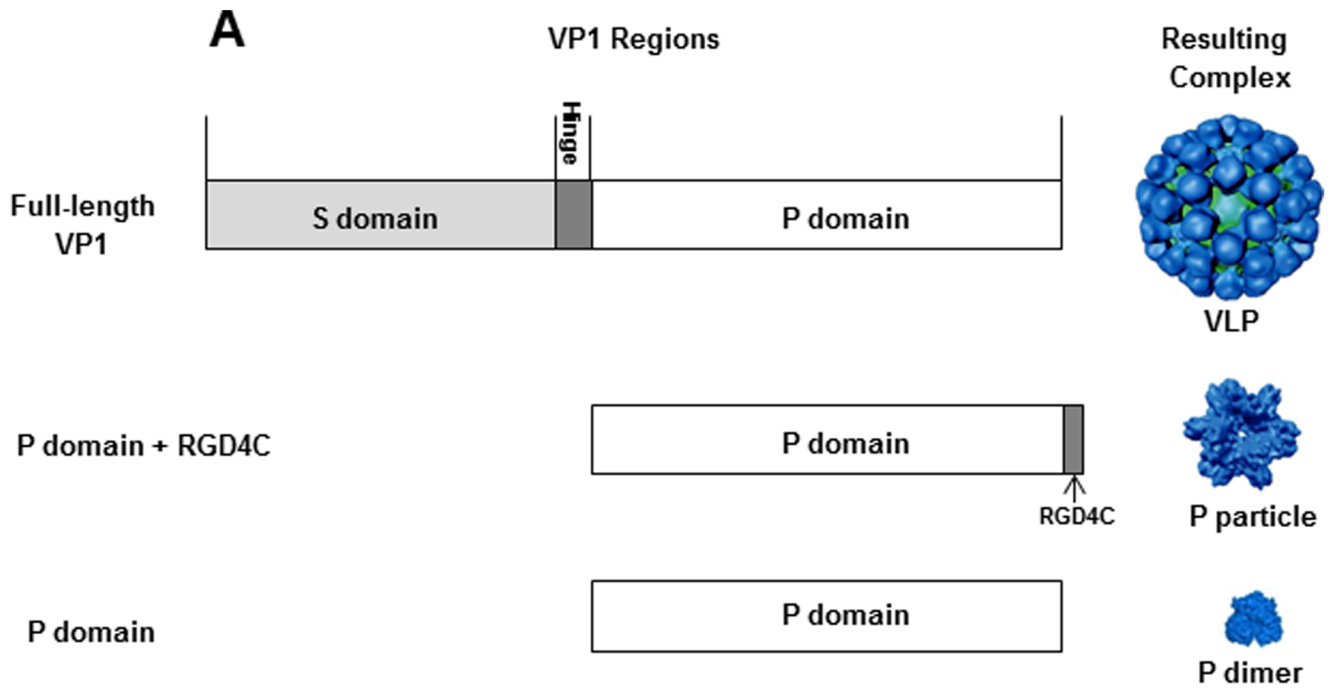 A
VP1 Regions
Resulting
Complex
Hinge
Full-length
VP1
S domain
P domain
VLP
P domain + RGD4C
P domain
RGD4C
P particle
P domain
P domain
P dimer